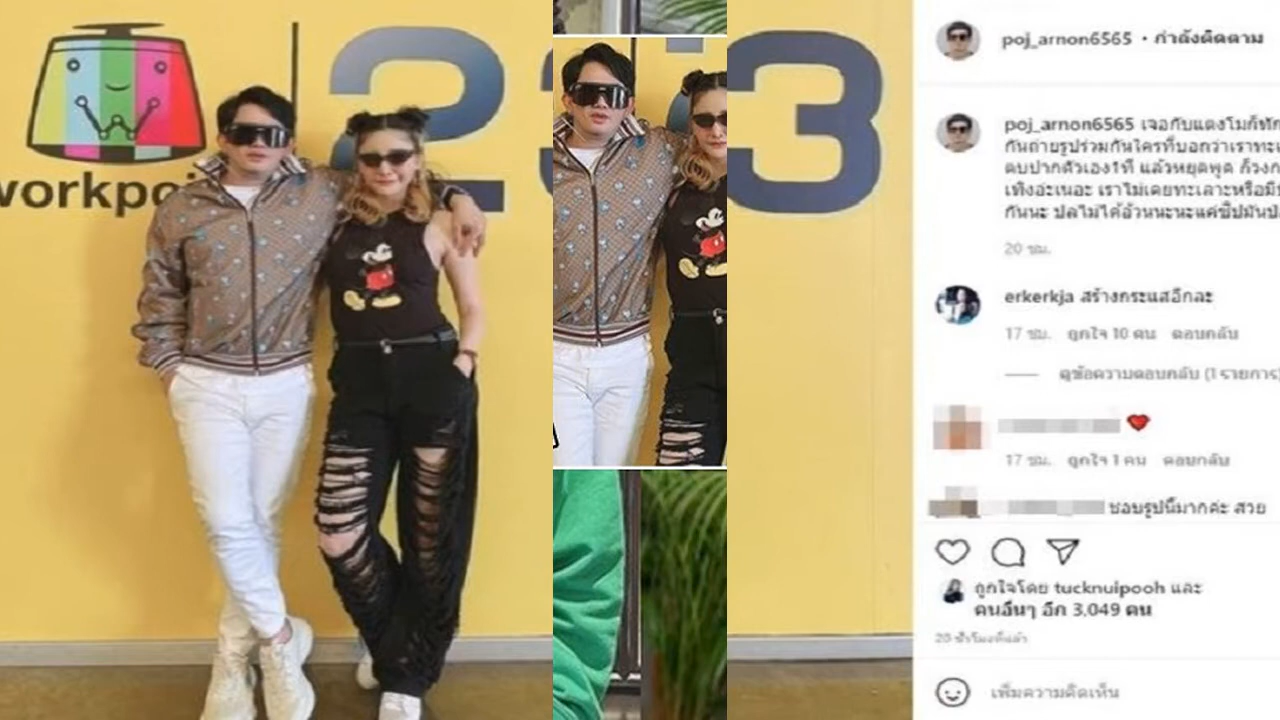 workpoi
23
3
poj_arnon6565 • กำลังติดตาม
poj_arnon6565 เจอกับแตงโมก็ทัก
กันถ่ายรูปร่วมกันใครที่บอกว่าเราทะเ
ตบปากตัวเอง1ที แล้วหยุดพูด ก็วงก
เทิงอ่ะเนอะ เราไม่เคยทะเลาะหรือมี
กันนะ ปลไม่ได้อ้วนนะนะแค่ซิปมันป
20 ชม.
erkerkja สร้างกระแสอีกละ
17 ชม. ถูกใจ 10 คน ตอบกลับ
ดูข้อความตอบกลับ (1 รายการ)
17 ชม. ถูกใจ 1 คน ตอบกลับ
ชอบรูปนี้มากค่ะ สวย
ถูกใจโดย tucknuipooh และ
คนอื่นๆ อีก 3,049 คน
20 ชั่วโมงที่แล้ว
เพิ่มความคิดเห็น